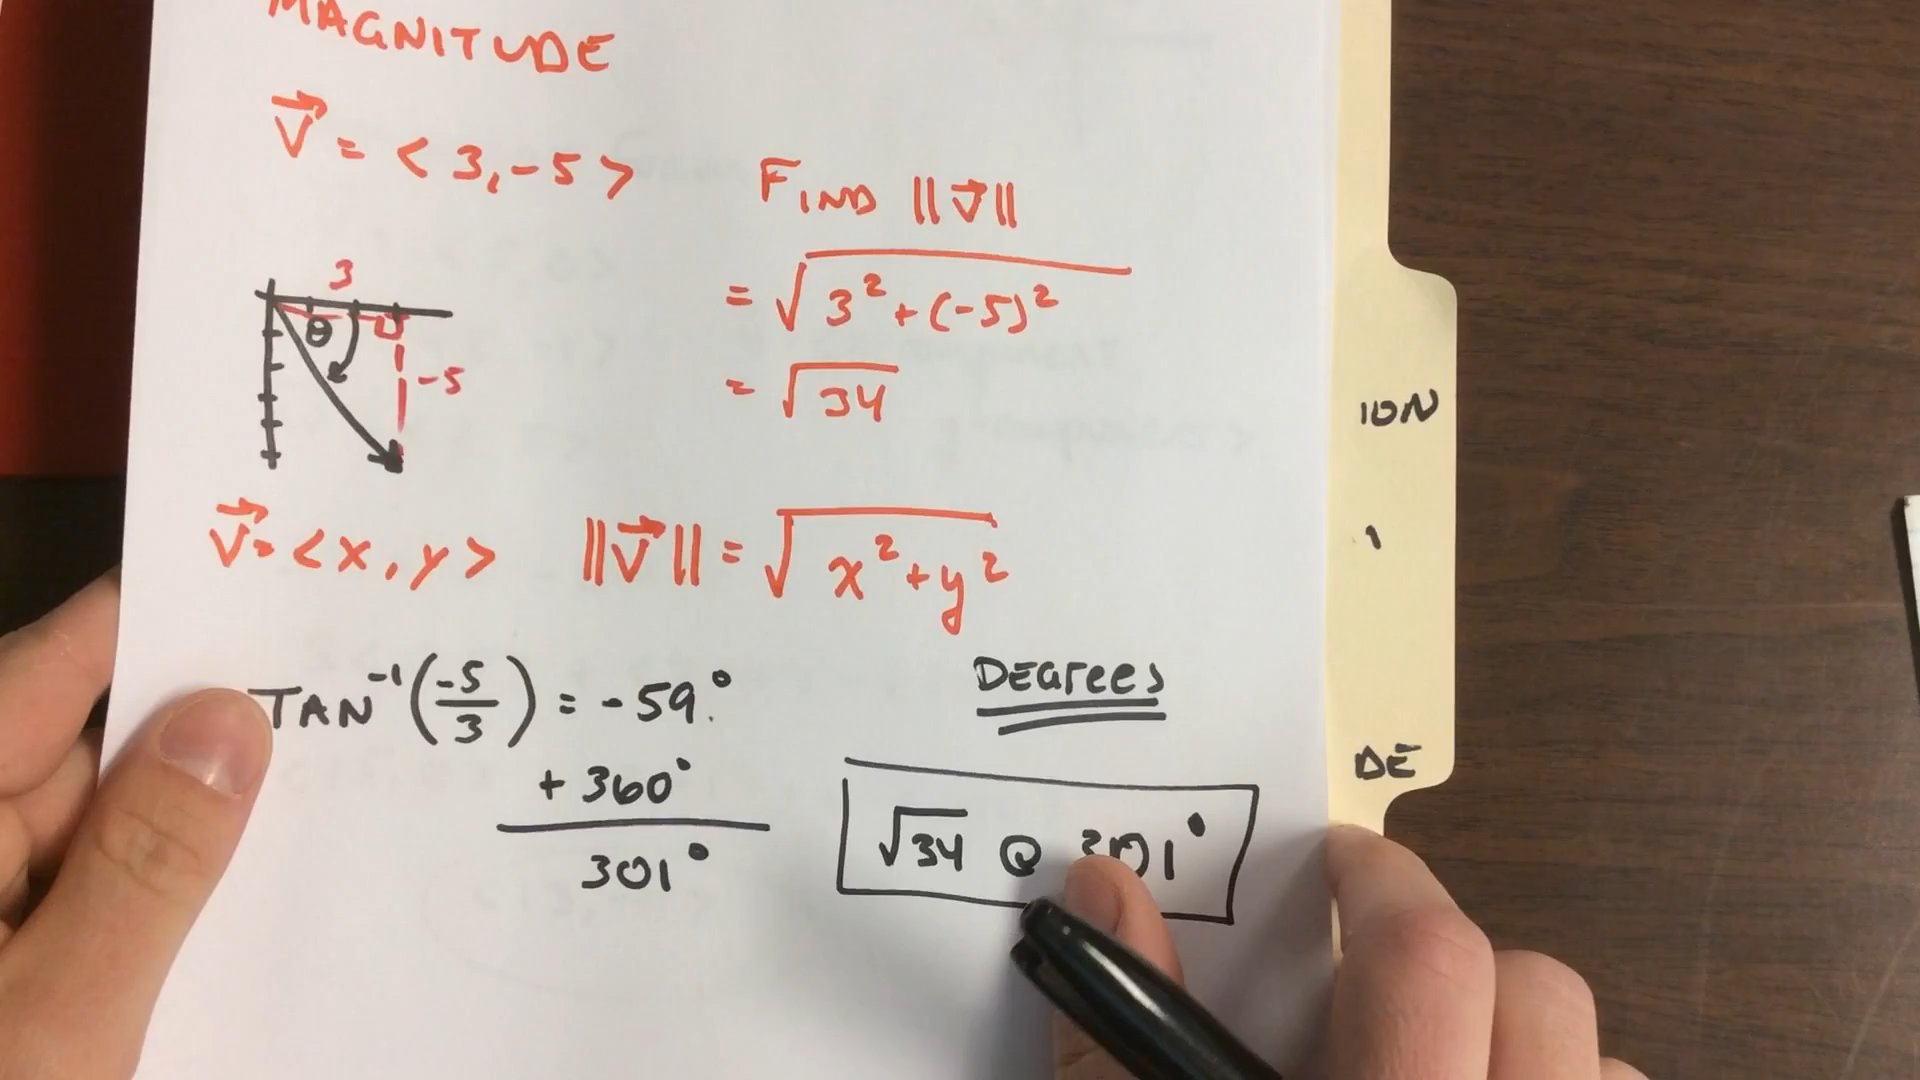 MAGNITUDE
V⃗ = <3, -5>
FIND ||V⃗||
= √(3² + (-5)²)
= √34
3
θ
-5
V⃗ = <x, y> ||V⃗|| = √(x² + y²)
TAN⁻¹(-5/3) = -59.°
+ 360°
301°
DEGREES
√34 @ 301°
ION
DE